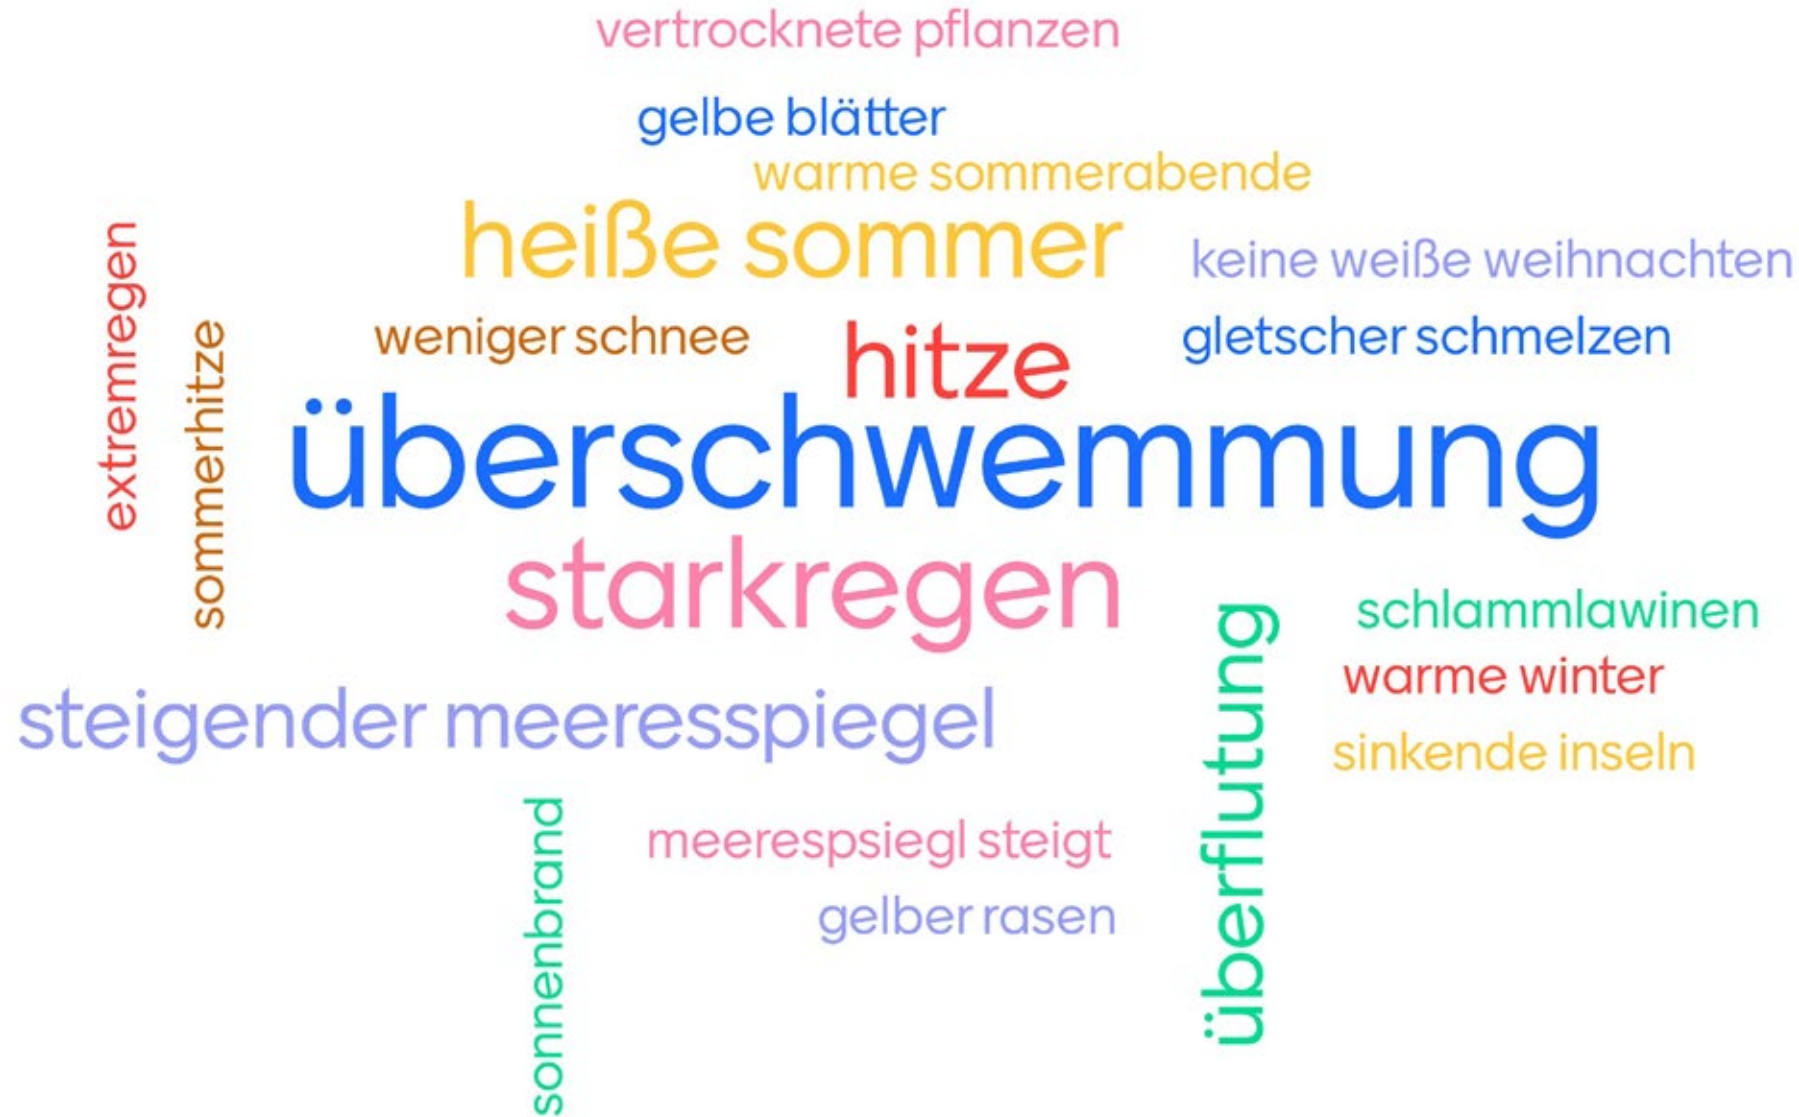 vertrocknete pflanzen
gelbe blätter
warme sommerabende
heiße sommer
keine weiße weihnachten
extremregen
sommerhitze
weniger schnee
hitze
gletscher schmelzen
überschwemmung
starkregen
schlammlawinen
überflutung
warme winter
steigender meeresspiegel
sinkende inseln
sonnenbrand
meerespsiegl steigt
gelber rasen